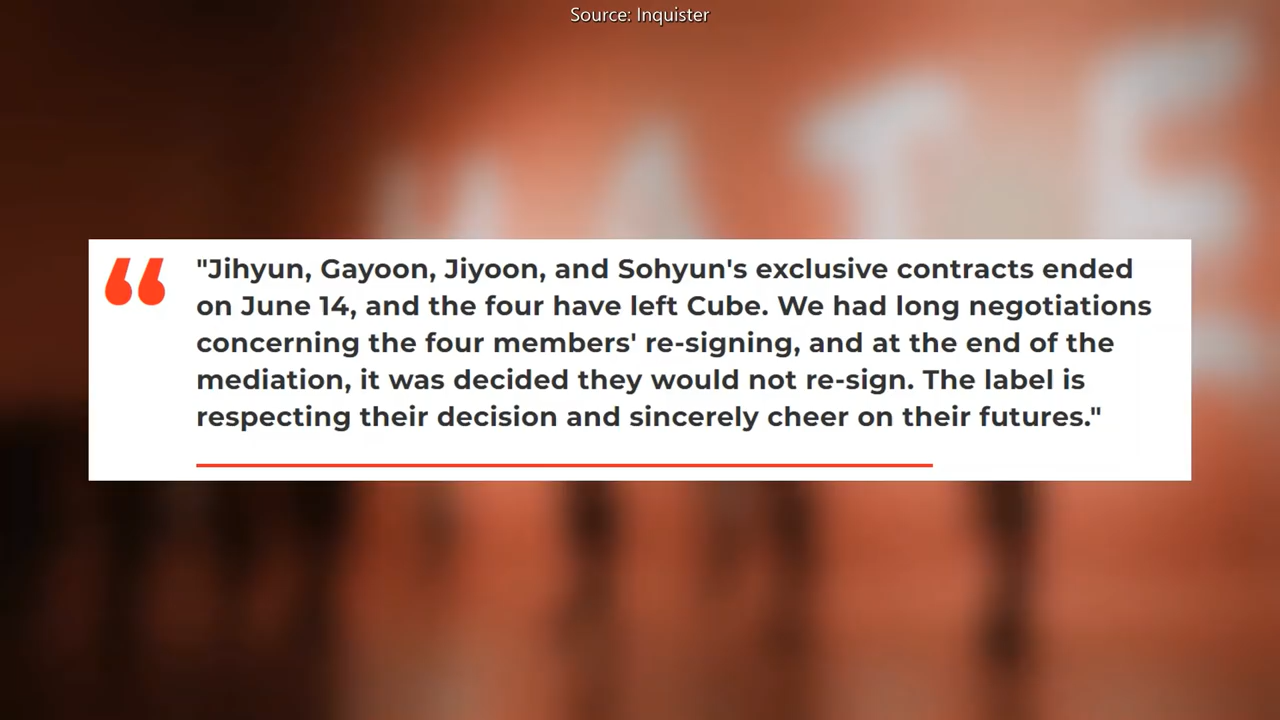 Source: Inquister
HATE
"Jihyun, Gayoon, Jiyoon, and Sohyun's exclusive contracts ended
on June 14, and the four have left Cube. We had long negotiations
concerning the four members' re-signing, and at the end of the
mediation, it was decided they would not re-sign. The label is
respecting their decision and sincerely cheer on their futures."